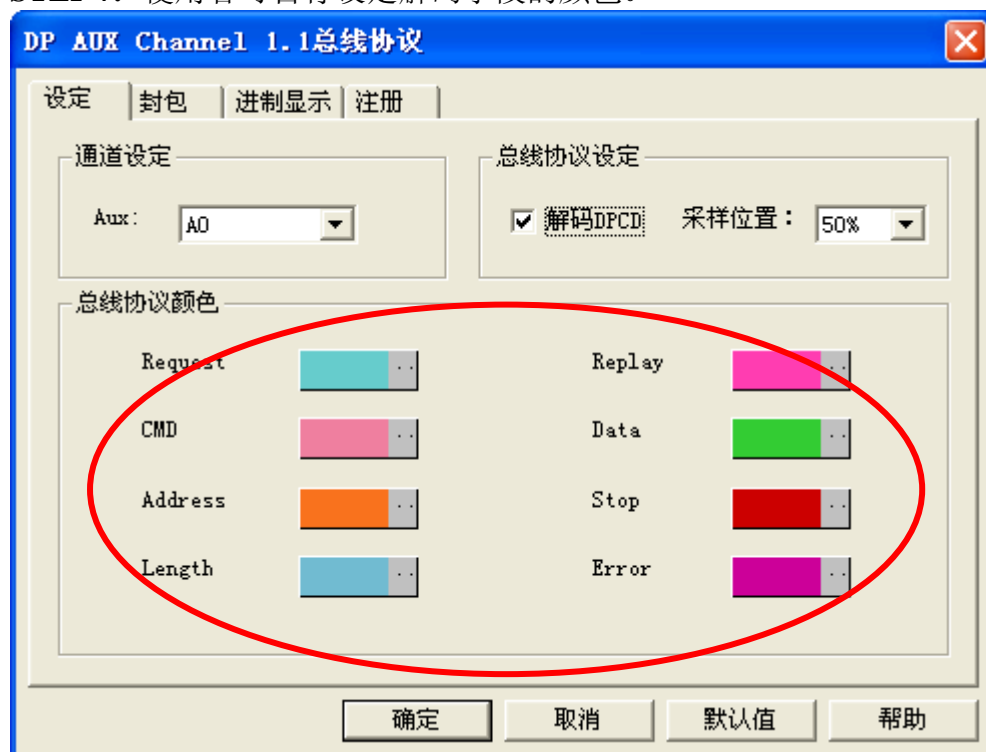 DP AUX Channel 1.1总线协议
设定 封包 进制显示 注册
通道设定 总线协议设定
Aux: A0 解码DPCD 采样位置： 50%
总线协议颜色
Request .. Replay ..
CMD .. Data ..
Address .. Stop ..
Length .. Error ..
确定 取消 默认值 帮助